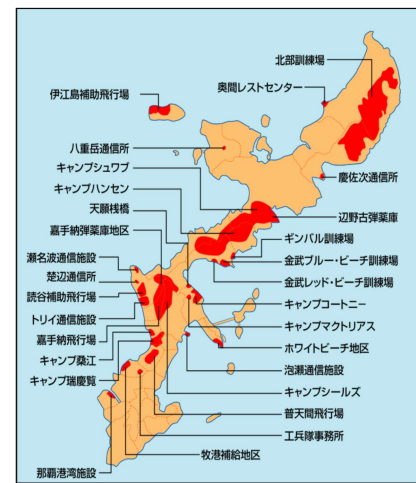 北部訓練場
奥間レストセンター
伊江島補助飛行場
八重岳通信所
慶佐次通信所
キャンプシュワブ
キャンプハンセン
天願桟橋
辺野古弾薬庫
嘉手納弾薬庫地区
ギンバル訓練場
瀬名波通信施設
金武ブルー・ビーチ訓練場
楚辺通信所
金武レッド・ビーチ訓練場
読谷補助飛行場
キャンプコートニー
トリイ通信施設
キャンプマクトリアス
嘉手納飛行場
ホワイトビーチ地区
キャンプ桑江
泡瀬通信施設
キャンプ瑞慶覧
キャンプシールズ
普天間飛行場
工兵隊事務所
牧港補給地区
那覇港湾施設